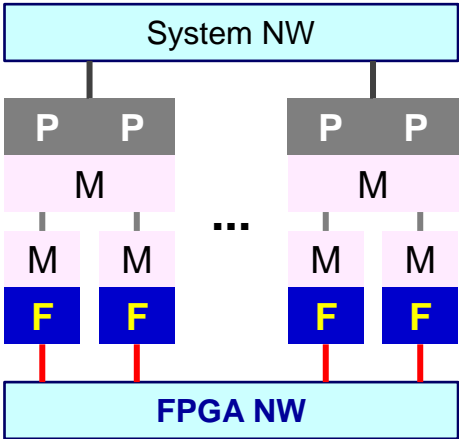 System NW
P P P P
M M
...
M M M M
F F F F
FPGA NW